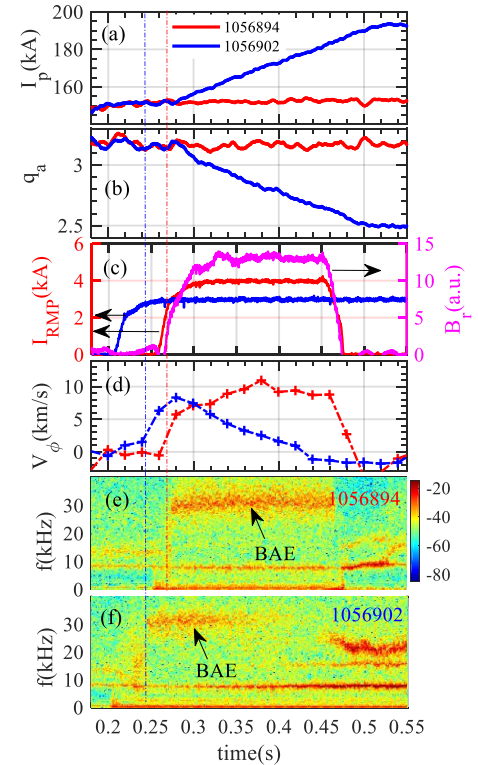 200
(a)
1056894
1056902
I_p(kA)
150
3
q_a
(b)
2.5
6
15
(c)
I_RMP(kA)
4
10
B_r(a.u.)
2
5
0
0
10
(d)
V_ϕ(km/s)
5
0
(e)
1056894
-20
30
f(kHz)
20
-40
BAE
10
-60
0
-80
(f)
1056902
30
f(kHz)
20
BAE
10
0
0.2
0.25
0.3
0.35
0.4
0.45
0.5
0.55
time(s)